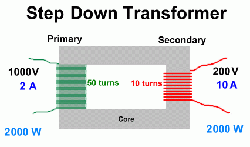 Step Down Transformer
Primary
Secondary
1000V
2 A
50 turns
10 turns
200 V
10 A
2000 W
Core
2000 W